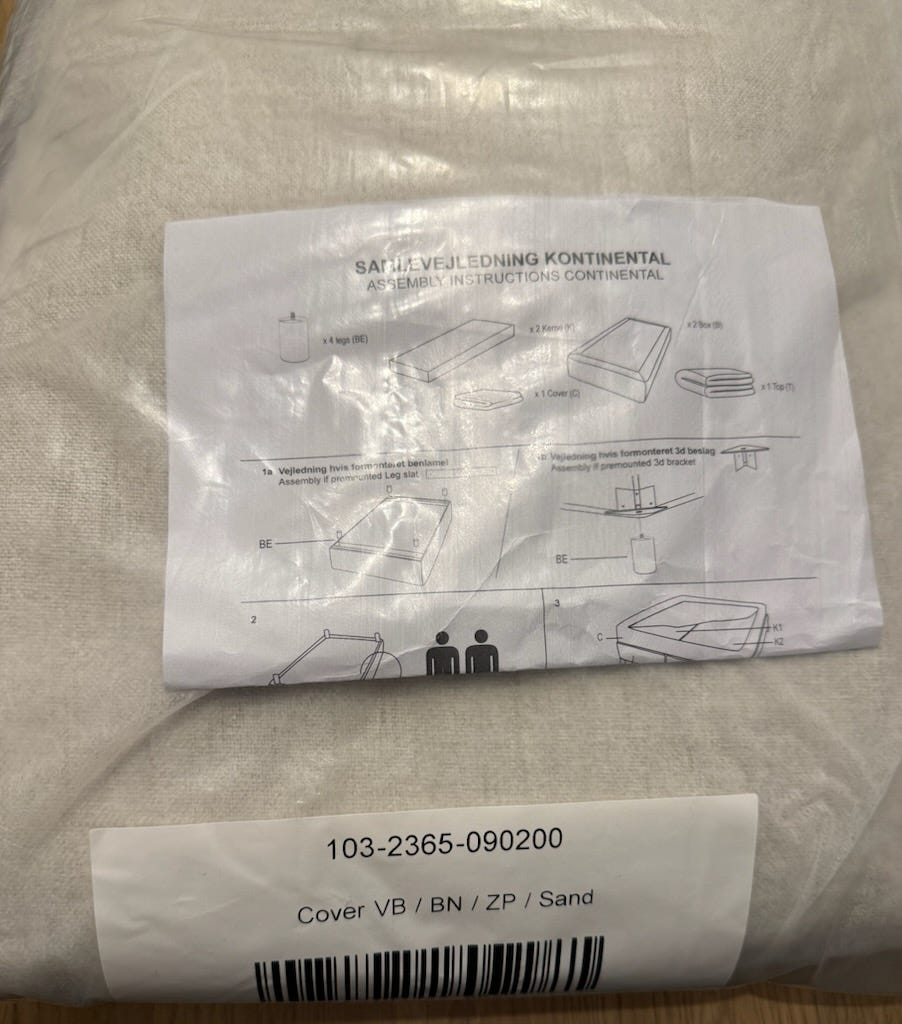 SAMLEVEJLEDNING KONTINENTAL
ASSEMBLY INSTRUCTIONS CONTINENTAL
x 4 legs (BE)
x 2 Kerne (K)
x 2 Box (B)
x 1 Cover (C)
x 1 Top (T)
1a Vejledning hvis formonteret benlamel
Assembly if premounted Leg slat
BE
1b Vejledning hvis formonteret 3d beslag
Assembly if premounted 3d bracket
BE
2
3
C
K1
K2
103-2365-090200
Cover VB / BN / ZP / Sand